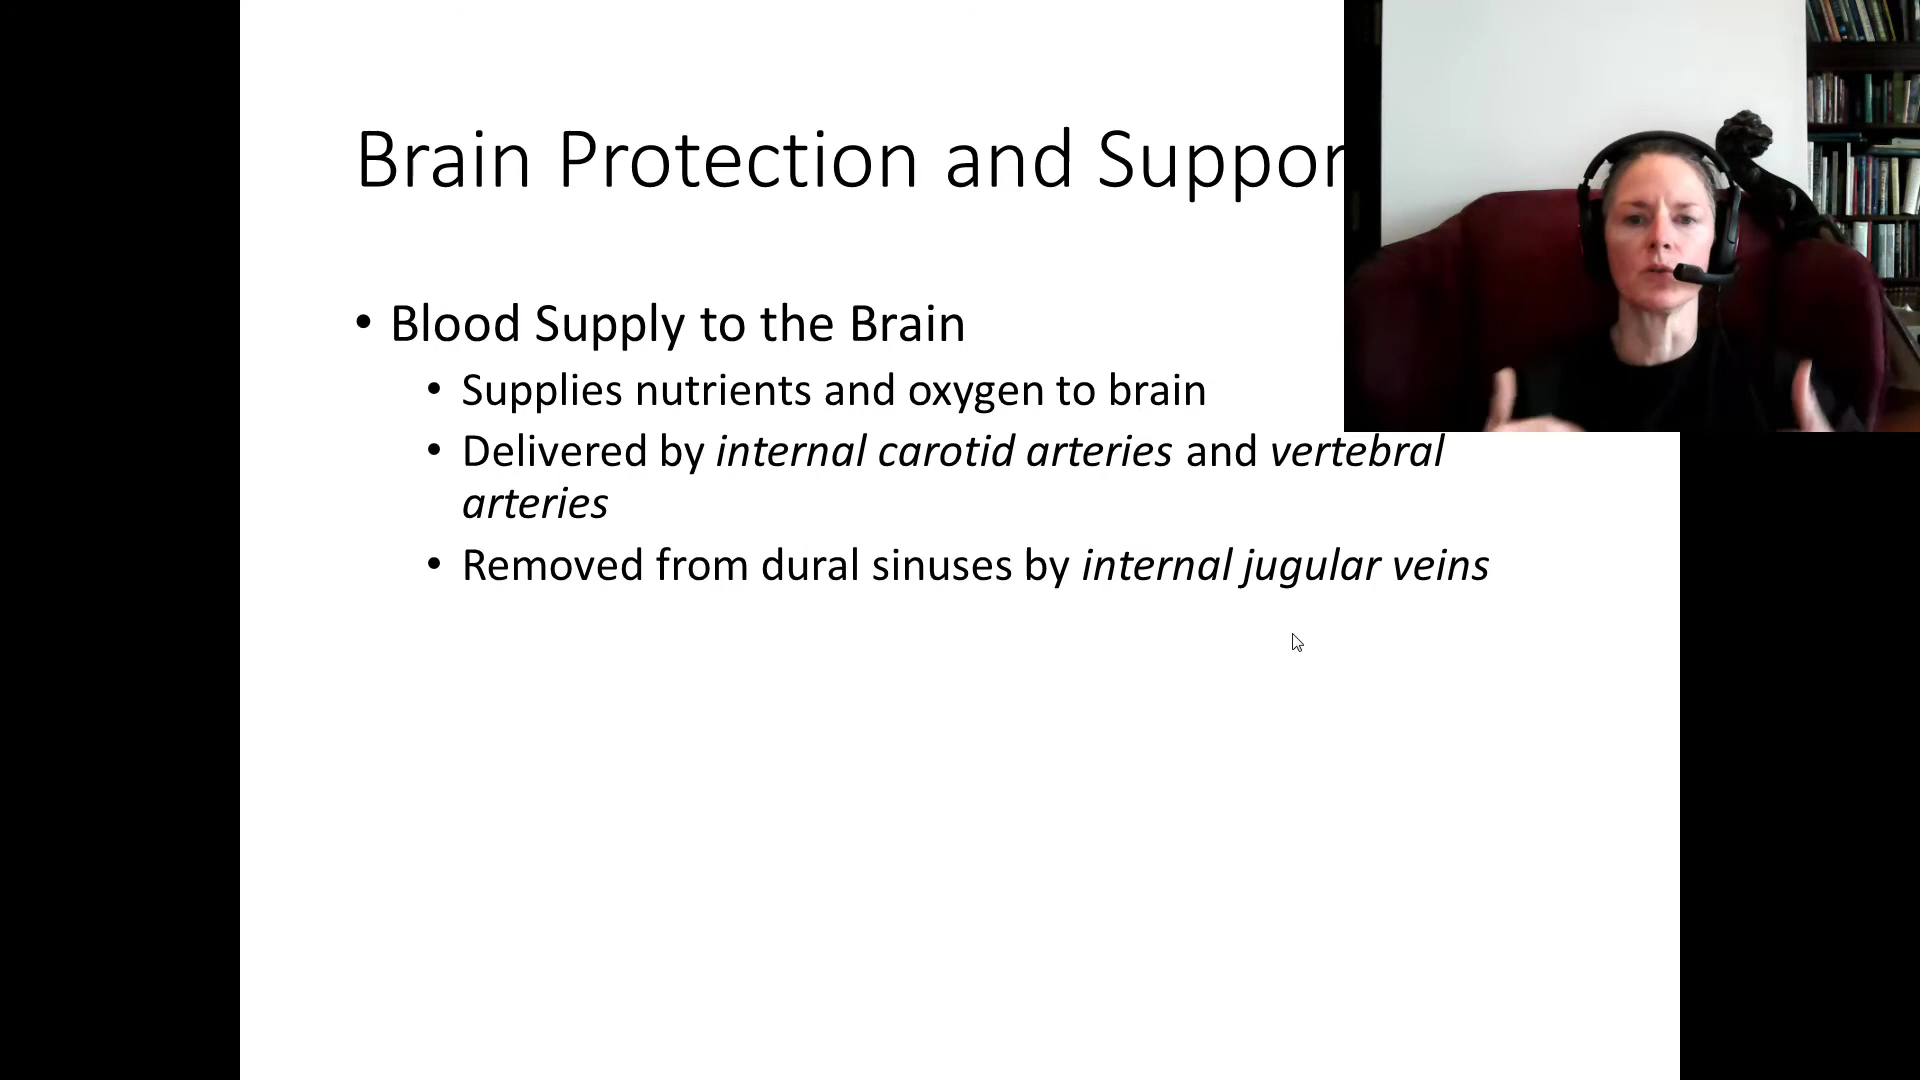 Brain Protection and Suppor
• Blood Supply to the Brain
• Supplies nutrients and oxygen to brain
• Delivered by internal carotid arteries and vertebral
arteries
• Removed from dural sinuses by internal jugular veins